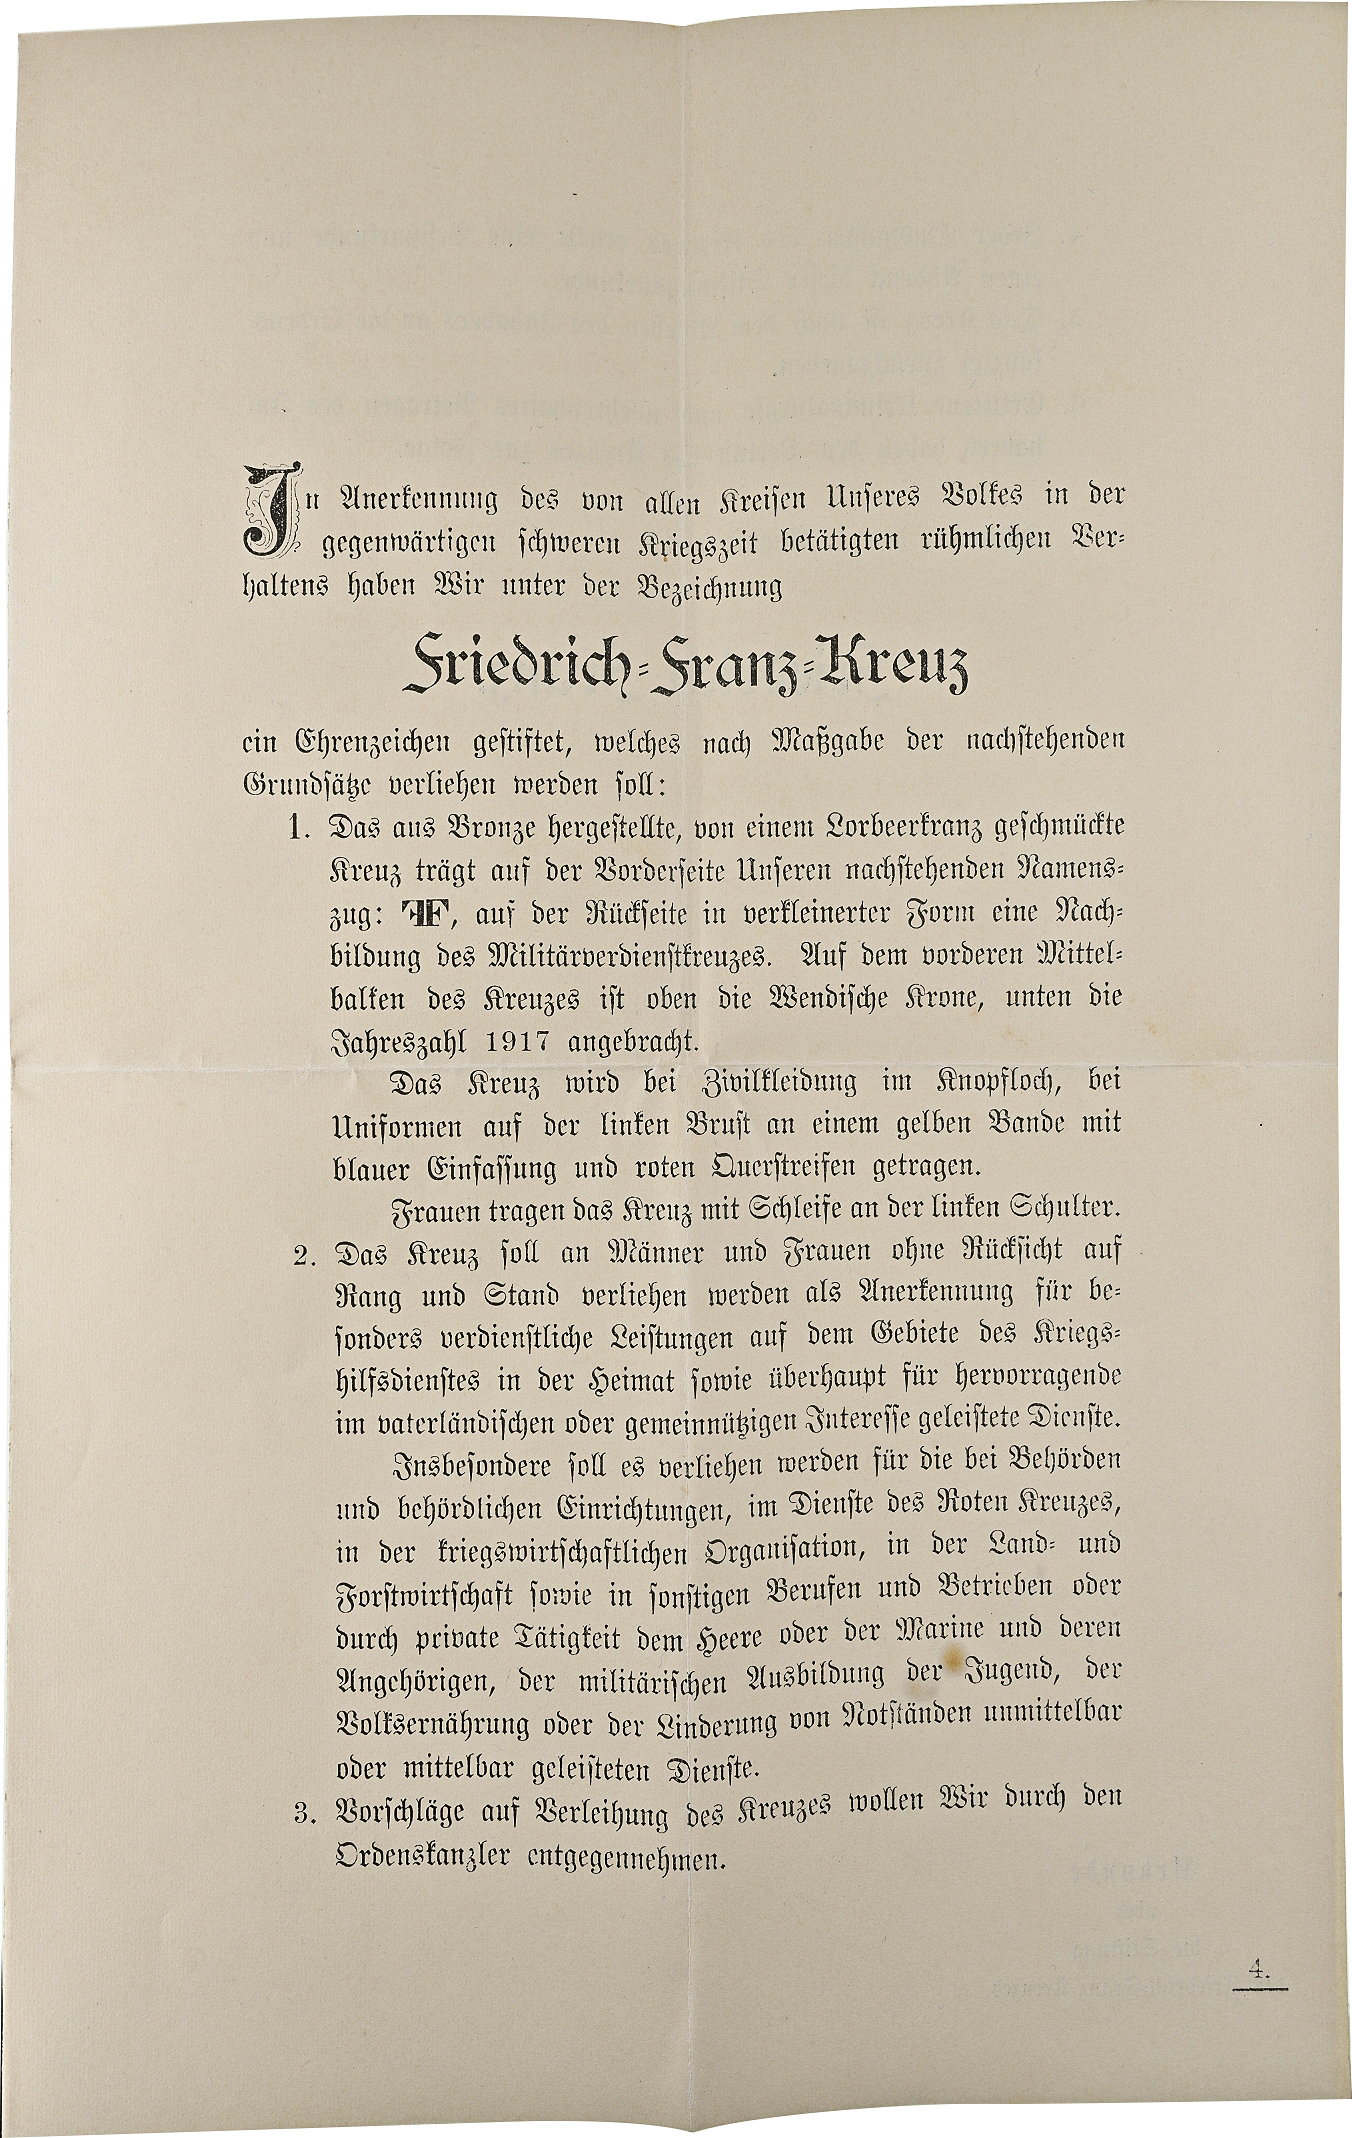 In Anerkennung des von allen Kreisen Unseres Volkes in der
gegenwärtigen schweren Kriegszeit betätigten rühmlichen Ver-
haltens haben Wir unter der Bezeichnung
Friedrich-Franz-Kreuz
ein Ehrenzeichen gestiftet, welches nach Maßgabe der nachstehenden
Grundsätze verliehen werden soll:
1. Das aus Bronze hergestellte, von einem Lorbeerkranz geschmückte
Kreuz trägt auf der Vorderseite Unseren nachstehenden Namens-
zug: FF, auf der Rückseite in verkleinerter Form eine Nach-
bildung des Militärverdienstkreuzes. Auf dem vorderen Mittel-
balken des Kreuzes ist oben die Wendische Krone, unten die
Jahreszahl 1917 angebracht.
Das Kreuz wird bei Zivilkleidung im Knopfloch, bei
Uniformen auf der linken Brust an einem gelben Bande mit
blauer Einfassung und roten Querstreifen getragen.
Frauen tragen das Kreuz mit Schleife an der linken Schulter.
2. Das Kreuz soll an Männer und Frauen ohne Rücksicht auf
Rang und Stand verliehen werden als Anerkennung für be-
sonders verdienstliche Leistungen auf dem Gebiete des Kriegs-
hilfsdienstes in der Heimat sowie überhaupt für hervorragende
im vaterländischen oder gemeinnützigen Interesse geleistete Dienste.
Insbesondere soll es verliehen werden für die bei Behörden
und behördlichen Einrichtungen, im Dienste des Roten Kreuzes,
in der kriegswirtschaftlichen Organisation, in der Land- und
Forstwirtschaft sowie in sonstigen Berufen und Betrieben oder
durch private Tätigkeit dem Heere oder der Marine und deren
Angehörigen, der militärischen Ausbildung der Jugend, der
Volksernährung oder der Linderung von Notständen unmittelbar
oder mittelbar geleisteten Dienste.
3. Vorschläge auf Verleihung des Kreuzes wollen Wir durch den
Ordenskanzler entgegennehmen.
4.